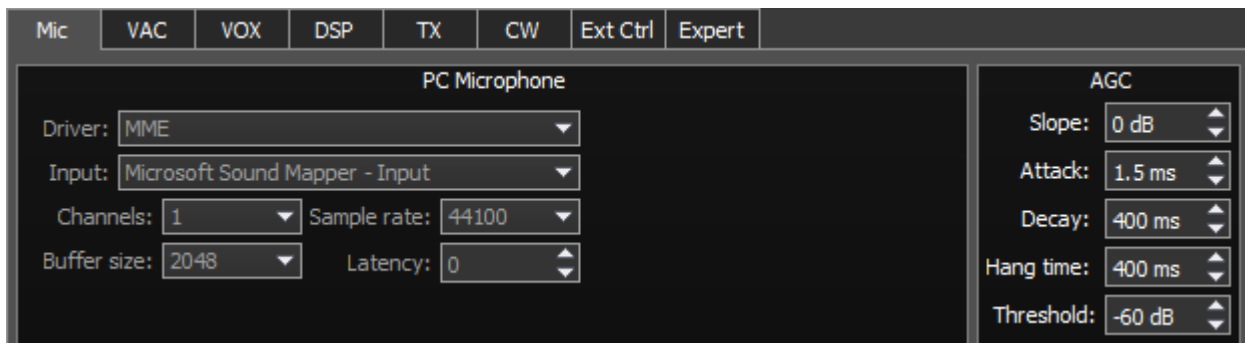 Mic VAC VOX DSP TX CW Ext Ctrl Expert
PC Microphone
Driver: MME
Input: Microsoft Sound Mapper - Input
Channels: 1 Sample rate: 44100
Buffer size: 2048 Latency: 0
AGC
Slope: 0 dB
Attack: 1.5 ms
Decay: 400 ms
Hang time: 400 ms
Threshold: -60 dB